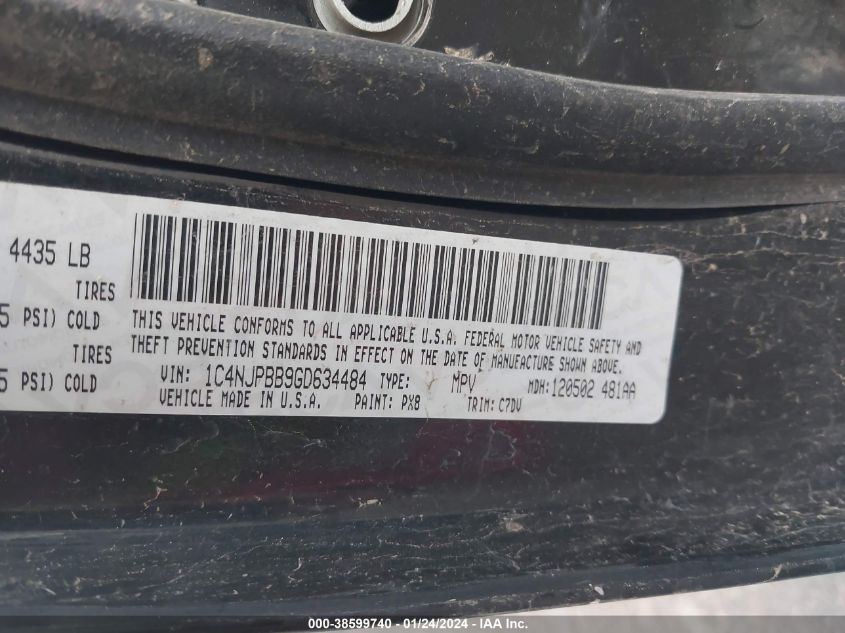 4435 LB
TIRES
5 PSI) COLD
TIRES
5 PSI) COLD
THIS VEHICLE CONFORMS TO ALL APPLICABLE U.S.A. FEDERAL MOTOR VEHICLE SAFETY AND
THEFT PREVENTION STANDARDS IN EFFECT ON THE DATE OF MANUFACTURE SHOWN ABOVE.
VIN: 1C4NJPBB9GD634484 TYPE: MPV MDH:120502 481AA
VEHICLE MADE IN U.S.A. PAINT: PX8 TRIM: C7DV
000-38599740 - 01/24/2024 - IAA Inc.